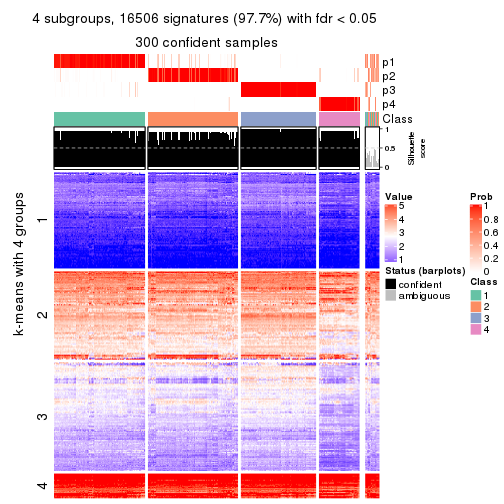 4 subgroups, 16506 signatures (97.7%) with fdr < 0.05
300 confident samples
p1
p2
p3
p4
Class
1
0.5
0
Silhouette
score
k-means with 4 groups
1
2
3
4
Value
5
4
3
2
1
Status (barplots)
confident
ambiguous
Prob
1
0.8
0.6
0.4
0.2
0
Class
1
2
3
4